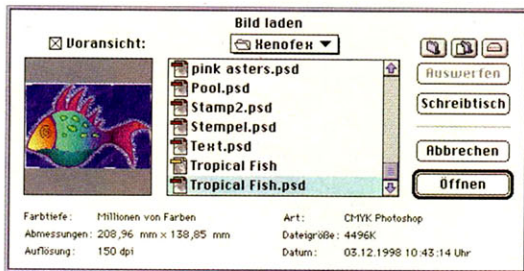 Bild laden
Voransicht:
Xenofex
pink asters.psd
Pool.psd
Stamp2.psd
Stempel.psd
Text.psd
Tropical Fish
Tropical Fish.psd
Auswerfen
Schreibtisch
Abbrechen
Öffnen
Farbtiefe: Millionen von Farben
Art: CMYK Photoshop
Abmessungen: 208,96 mm x 138,85 mm
Dateigröße: 4496K
Auflösung: 150 dpi
Datum: 03.12.1998 10:43:14 Uhr